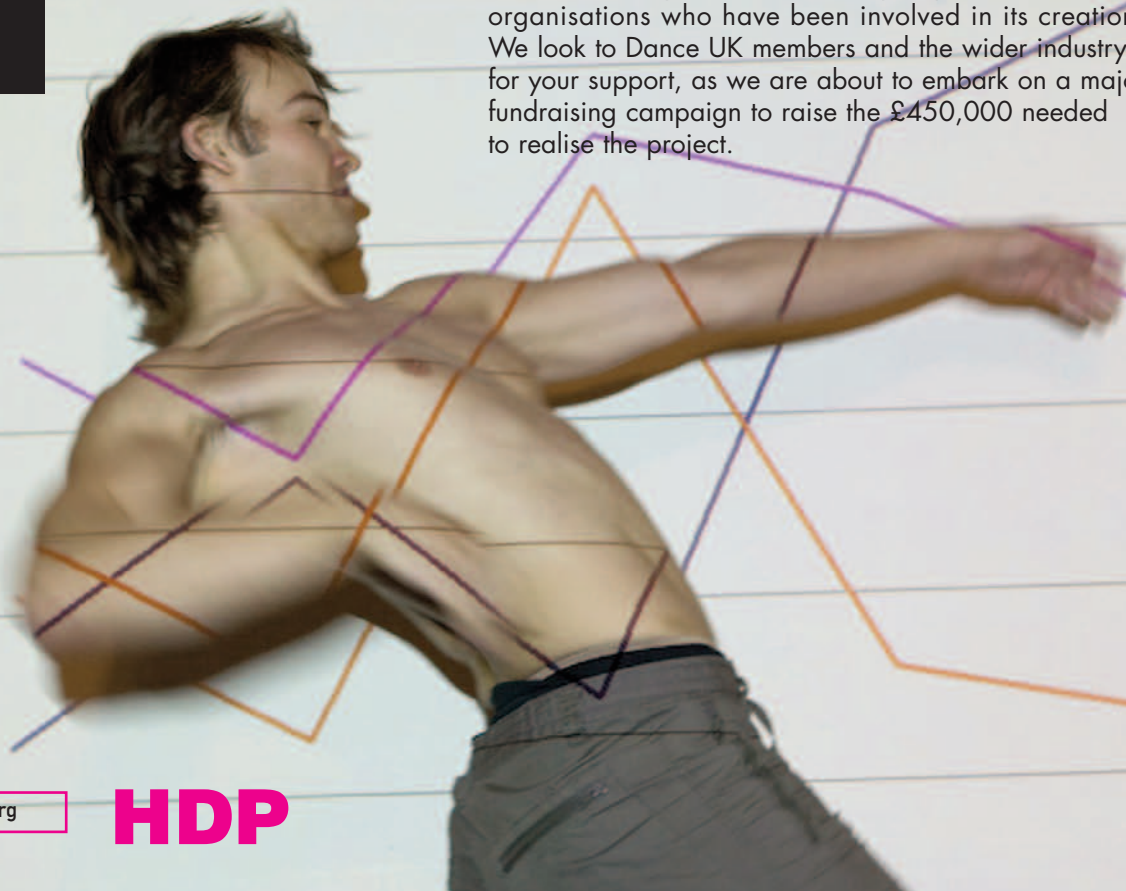 organisations who have been involved in its creation
We look to Dance UK members and the wider industry
for your support, as we are about to embark on a
fundraising campaign to raise the £450,000 needed
to realise the project.
rg
HDP